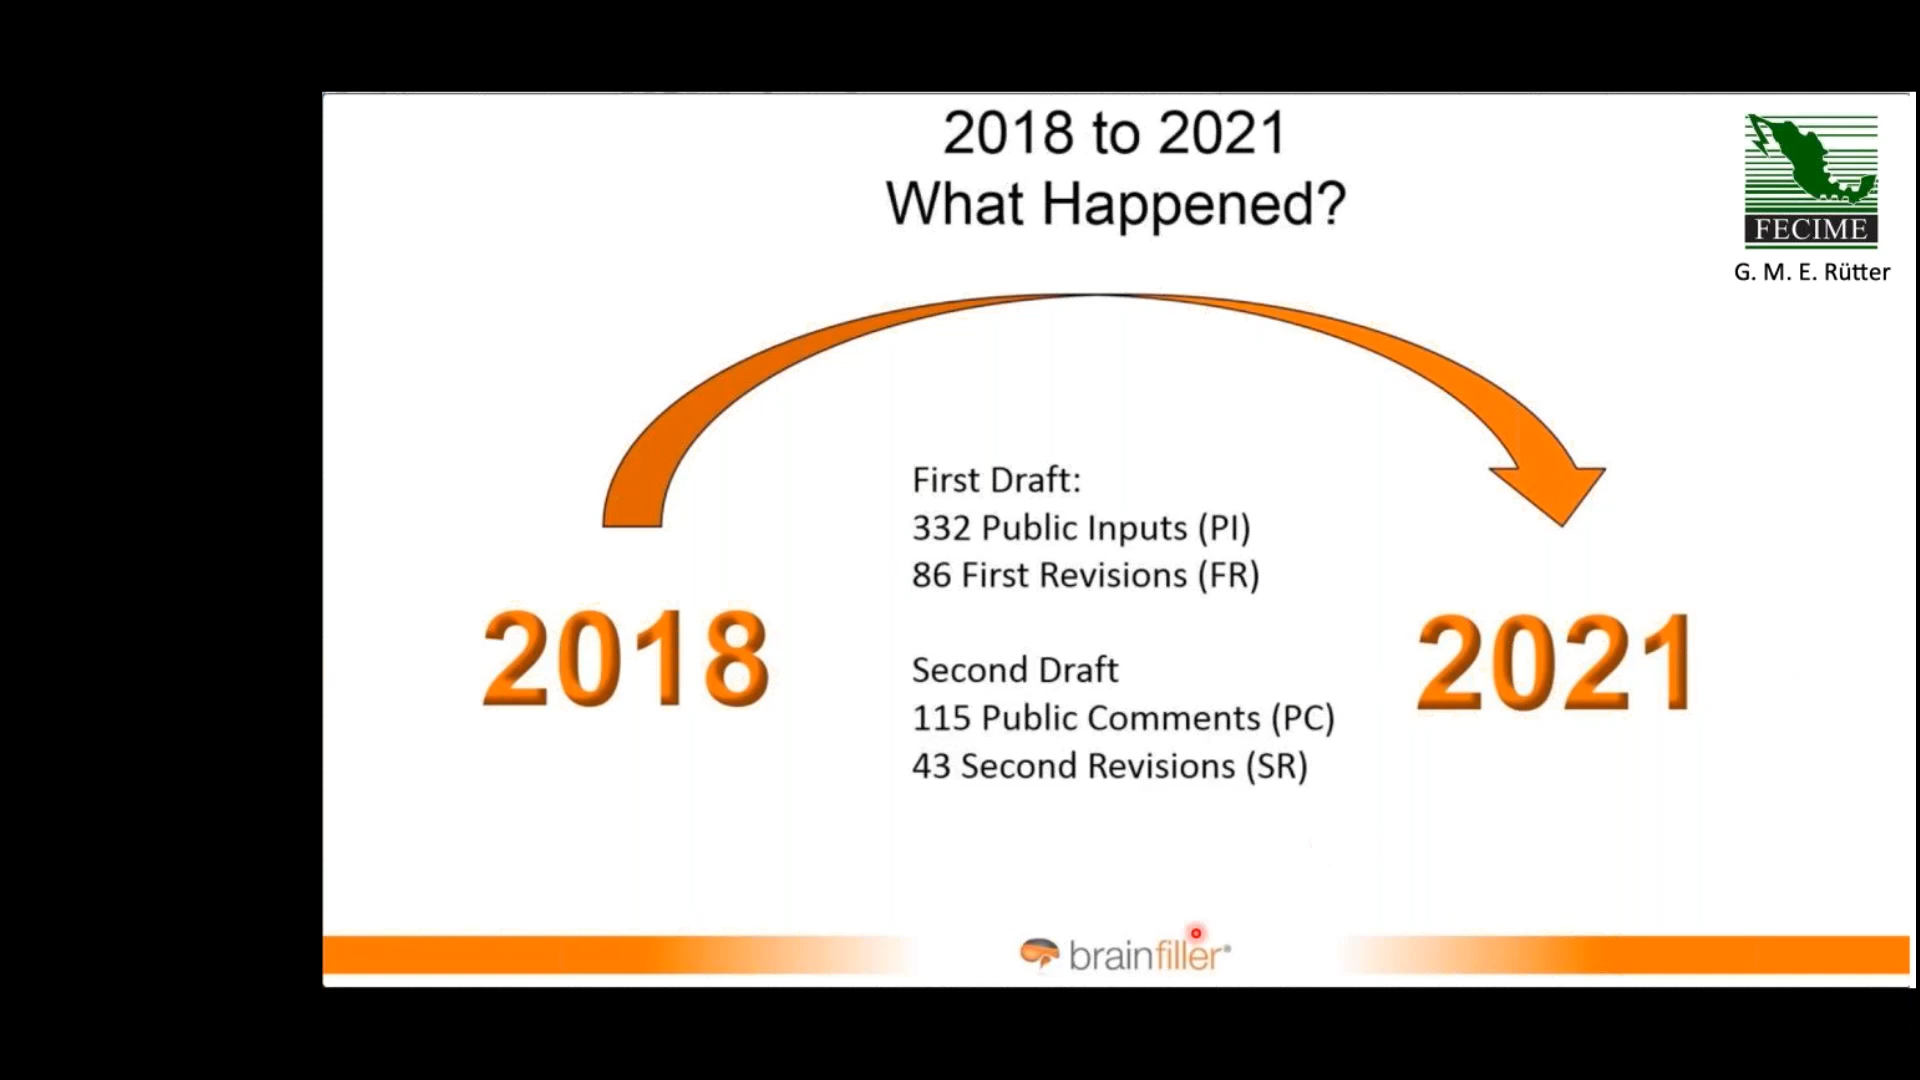 2018 to 2021
What Happened?
FECIME
G. M. E. Rütter
First Draft:
332 Public Inputs (PI)
86 First Revisions (FR)
2018
2021
Second Draft
115 Public Comments (PC)
43 Second Revisions (SR)
brainfiller®